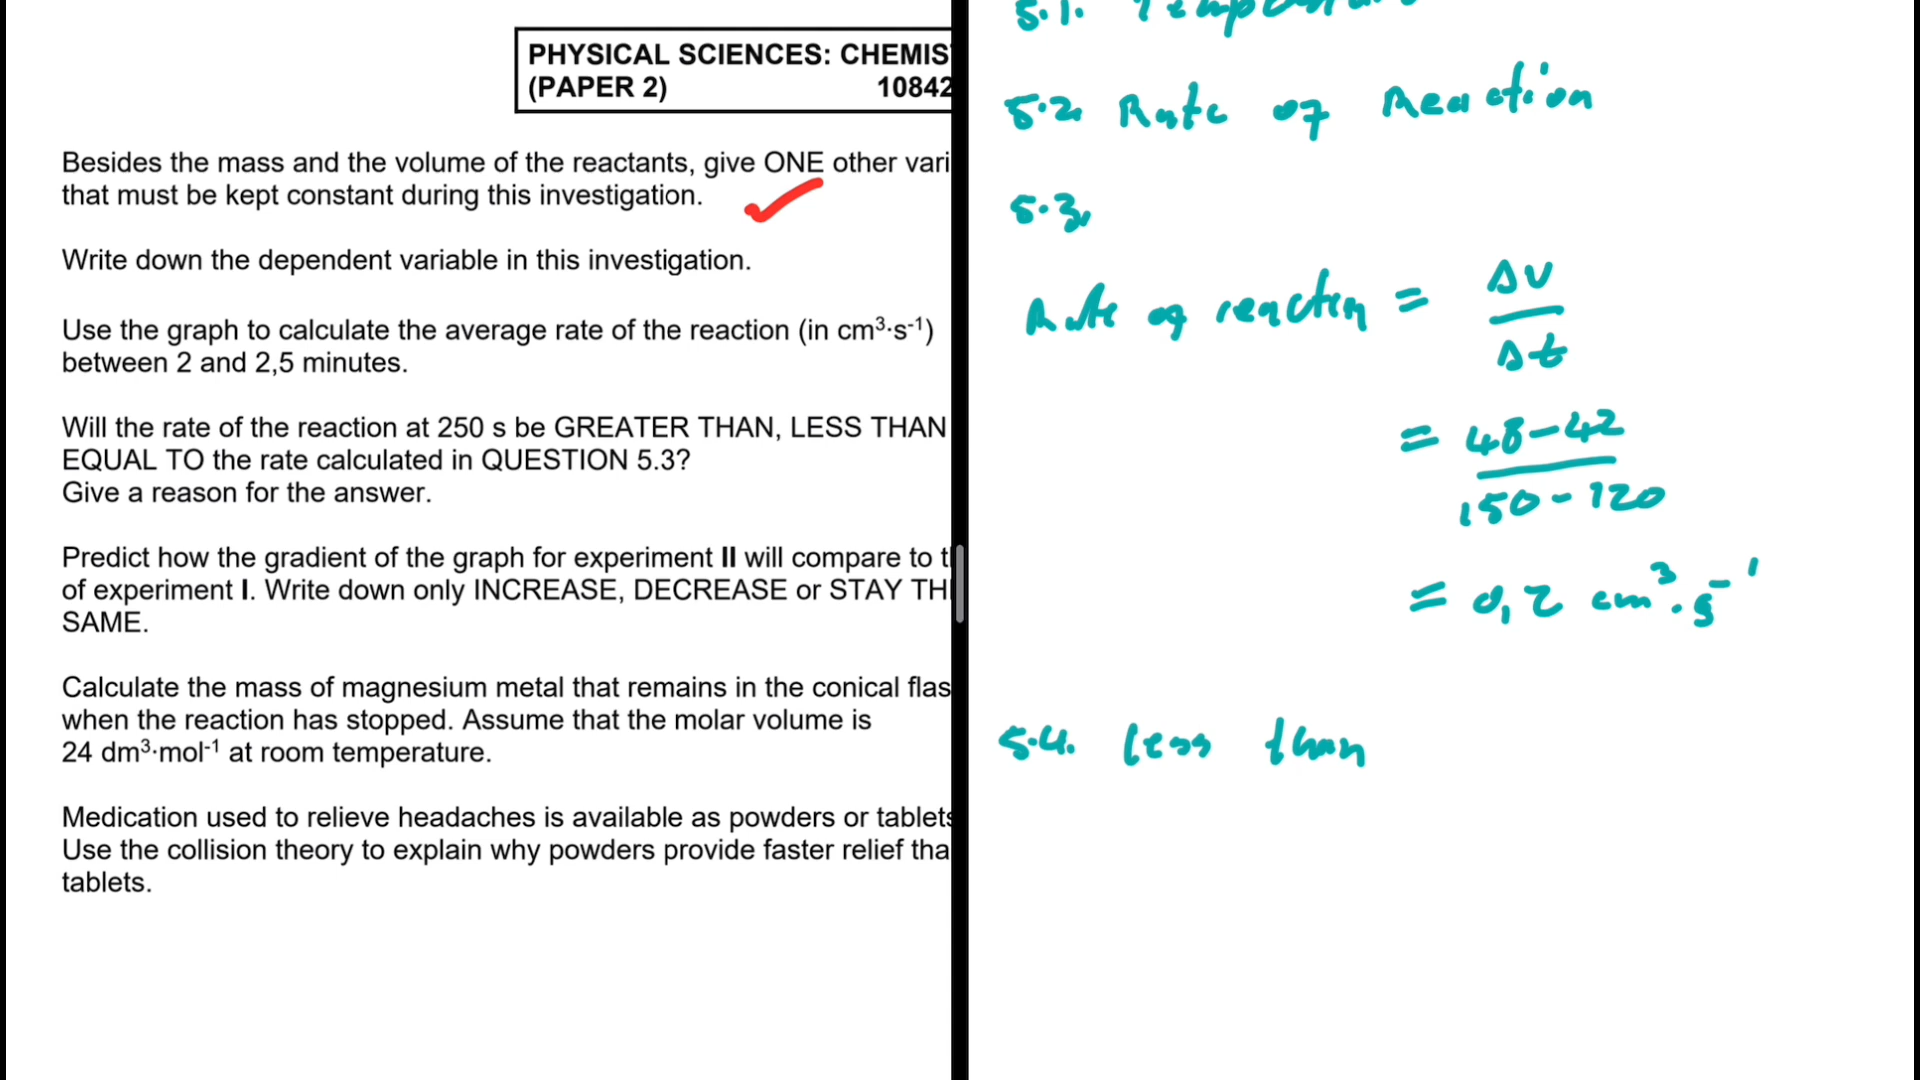 PHYSICAL SCIENCES: CHEMIS
(PAPER 2) 10842
Besides the mass and the volume of the reactants, give ONE other vari
that must be kept constant during this investigation.
Write down the dependent variable in this investigation.
Use the graph to calculate the average rate of the reaction (in cm³·s⁻¹)
between 2 and 2,5 minutes.
Will the rate of the reaction at 250 s be GREATER THAN, LESS THAN
EQUAL TO the rate calculated in QUESTION 5.3?
Give a reason for the answer.
Predict how the gradient of the graph for experiment II will compare to t
of experiment I. Write down only INCREASE, DECREASE or STAY TH
SAME.
Calculate the mass of magnesium metal that remains in the conical flas
when the reaction has stopped. Assume that the molar volume is
24 dm³·mol⁻¹ at room temperature.
Medication used to relieve headaches is available as powders or tablets
Use the collision theory to explain why powders provide faster relief tha
tablets.
5.1.
5.2. Rate of Reaction
5.3.
Rate of reaction = Δv
Δt
= 48-42
150-120
= 0,2 cm³.s⁻¹
5.4. less than